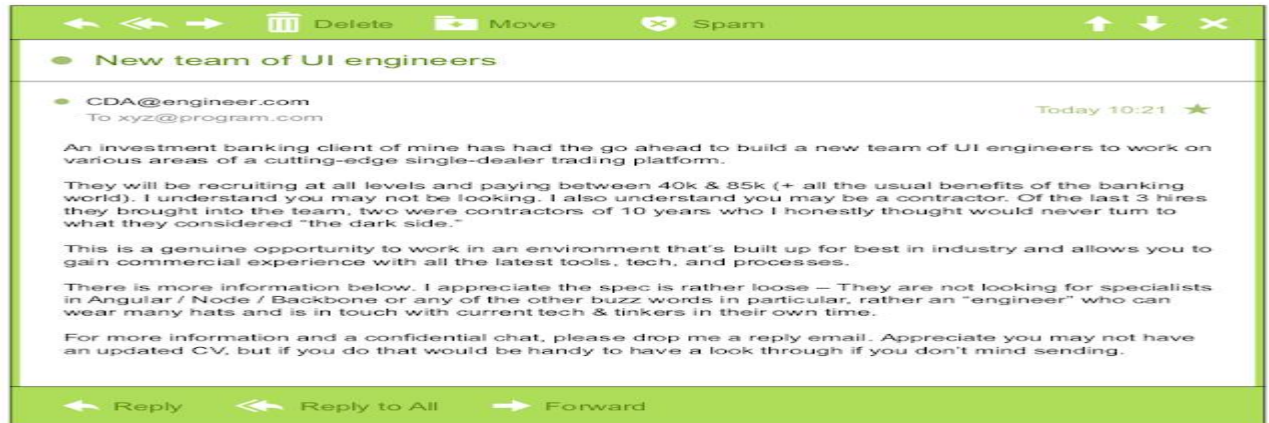 Delete Move Spam
New team of UI engineers
CDA@engineer.com
To xyz@program.com
Today 10:21
An investment banking client of mine has had the go ahead to build a new team of UI engineers to work on
various areas of a cutting-edge single-dealer trading platform.
They will be recruiting at all levels and paying between 40k & 85k (+ all the usual benefits of the banking
world). I understand you may not be looking. I also understand you may be a contractor. Of the last 3 hires
they brought into the team, two were contractors of 10 years who I honestly thought would never turn to
what they considered “the dark side.”
This is a genuine opportunity to work in an environment that’s built up for best in industry and allows you to
gain commercial experience with all the latest tools, tech, and processes.
There is more information below. I appreciate the spec is rather loose – They are not looking for specialists
in Angular / Node / Backbone or any of the other buzz words in particular, rather an “engineer” who can
wear many hats and is in touch with current tech & tinkers in their own time.
For more information and a confidential chat, please drop me a reply email. Appreciate you may not have
an updated CV, but if you do that would be handy to have a look through if you don’t mind sending.
Reply Reply to All Forward